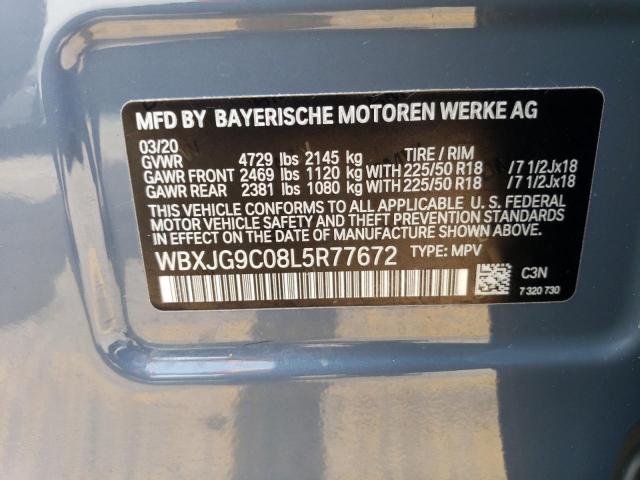 MFD BY BAYERISCHE MOTOREN WERKE AG
03/20
GVWR 4729 lbs 2145 kg TIRE / RIM
GAWR FRONT 2469 lbs 1120 kg WITH 225/50 R18 /7 1/2Jx18
GAWR REAR 2381 lbs 1080 kg WITH 225/50 R18 /7 1/2Jx18
THIS VEHICLE CONFORMS TO ALL APPLICABLE U. S. FEDERAL
MOTOR VEHICLE SAFETY AND THEFT PREVENTION STANDARDS
IN EFFECT ON THE DATE OF MANUFACTURE SHOWN ABOVE.
WBXJG9C08L5R77672 TYPE: MPV
C3N
7 320 730